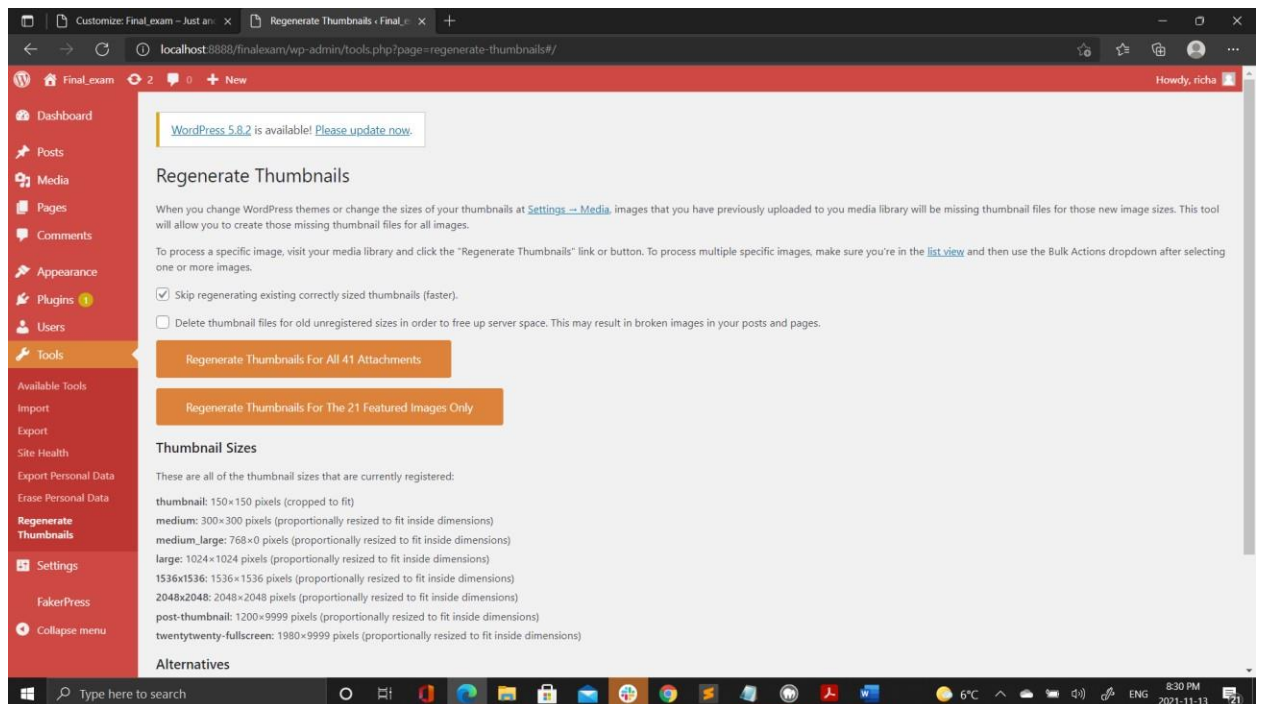 Customize: Final_exam – Just an
Regenerate Thumbnails ‹ Final_e
localhost:8888/finalexam/wp-admin/tools.php?page=regenerate-thumbnails#/
Final_exam 2 0 + New
Howdy, richa
Dashboard
Posts
Media
Pages
Comments
Appearance
Plugins 1
Users
Tools
Available Tools
Import
Export
Site Health
Export Personal Data
Erase Personal Data
Regenerate
Thumbnails
Settings
FakerPress
Collapse menu
WordPress 5.8.2 is available! Please update now.
Regenerate Thumbnails
When you change WordPress themes or change the sizes of your thumbnails at Settings → Media, images that you have previously uploaded to you media library will be missing thumbnail files for those new image sizes. This tool
will allow you to create those missing thumbnail files for all images.
To process a specific image, visit your media library and click the "Regenerate Thumbnails" link or button. To process multiple specific images, make sure you're in the list view and then use the Bulk Actions dropdown after selecting
one or more images.
Skip regenerating existing correctly sized thumbnails (faster).
Delete thumbnail files for old unregistered sizes in order to free up server space. This may result in broken images in your posts and pages.
Regenerate Thumbnails For All 41 Attachments
Regenerate Thumbnails For The 21 Featured Images Only
Thumbnail Sizes
These are all of the thumbnail sizes that are currently registered:
thumbnail: 150×150 pixels (cropped to fit)
medium: 300×300 pixels (proportionally resized to fit inside dimensions)
medium_large: 768×0 pixels (proportionally resized to fit inside dimensions)
large: 1024×1024 pixels (proportionally resized to fit inside dimensions)
1536x1536: 1536×1536 pixels (proportionally resized to fit inside dimensions)
2048x2048: 2048×2048 pixels (proportionally resized to fit inside dimensions)
post-thumbnail: 1200×9999 pixels (proportionally resized to fit inside dimensions)
twentytwenty-fullscreen: 1980×9999 pixels (proportionally resized to fit inside dimensions)
Alternatives
Type here to search
6°C
ENG
8:30 PM
2021-11-13
21